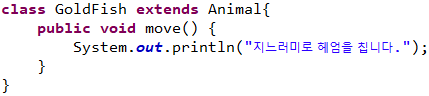 class GoldFish extends Animal{
    public void move() {
        System.out.println("지느러미로 헤엄을 칩니다.");
    }
}